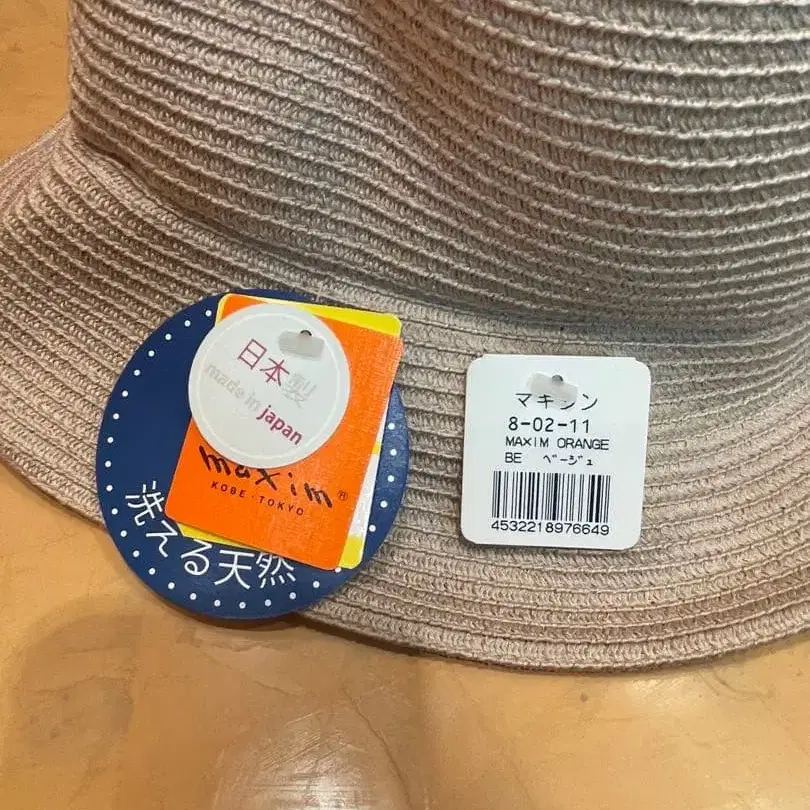 日本製
made in japan
maxim®
KOBE・TOKYO
洗える天然
マキシン
8-02-11
MAXIM ORANGE
BE ベージュ
4532218976649